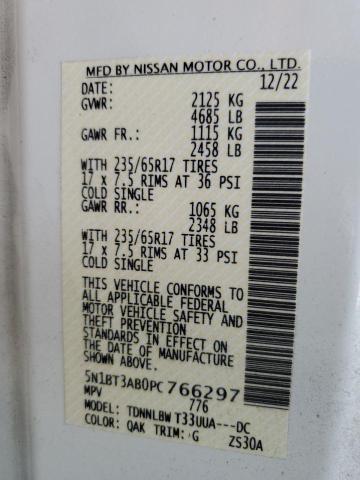 MFD BY NISSAN MOTOR CO., LTD.
DATE: 12/22
GVWR: 2125 KG
4685 LB
GAWR FR.: 1115 KG
2458 LB
WITH 235/65R17 TIRES
17 x 7.5 RIMS AT 36 PSI
COLD SINGLE
GAWR RR.: 1065 KG
2348 LB
WITH 235/65R17 TIRES
17 x 7.5 RIMS AT 33 PSI
COLD SINGLE
THIS VEHICLE CONFORMS TO
ALL APPLICABLE FEDERAL
MOTOR VEHICLE SAFETY AND
THEFT PREVENTION
STANDARDS IN EFFECT ON
THE DATE OF MANUFACTURE
SHOWN ABOVE.
5N1BT3AB0PC766297
MPV 776
MODEL: TDNNLBW T33UUA---DC
COLOR: QAK TRIM: G ZS30A